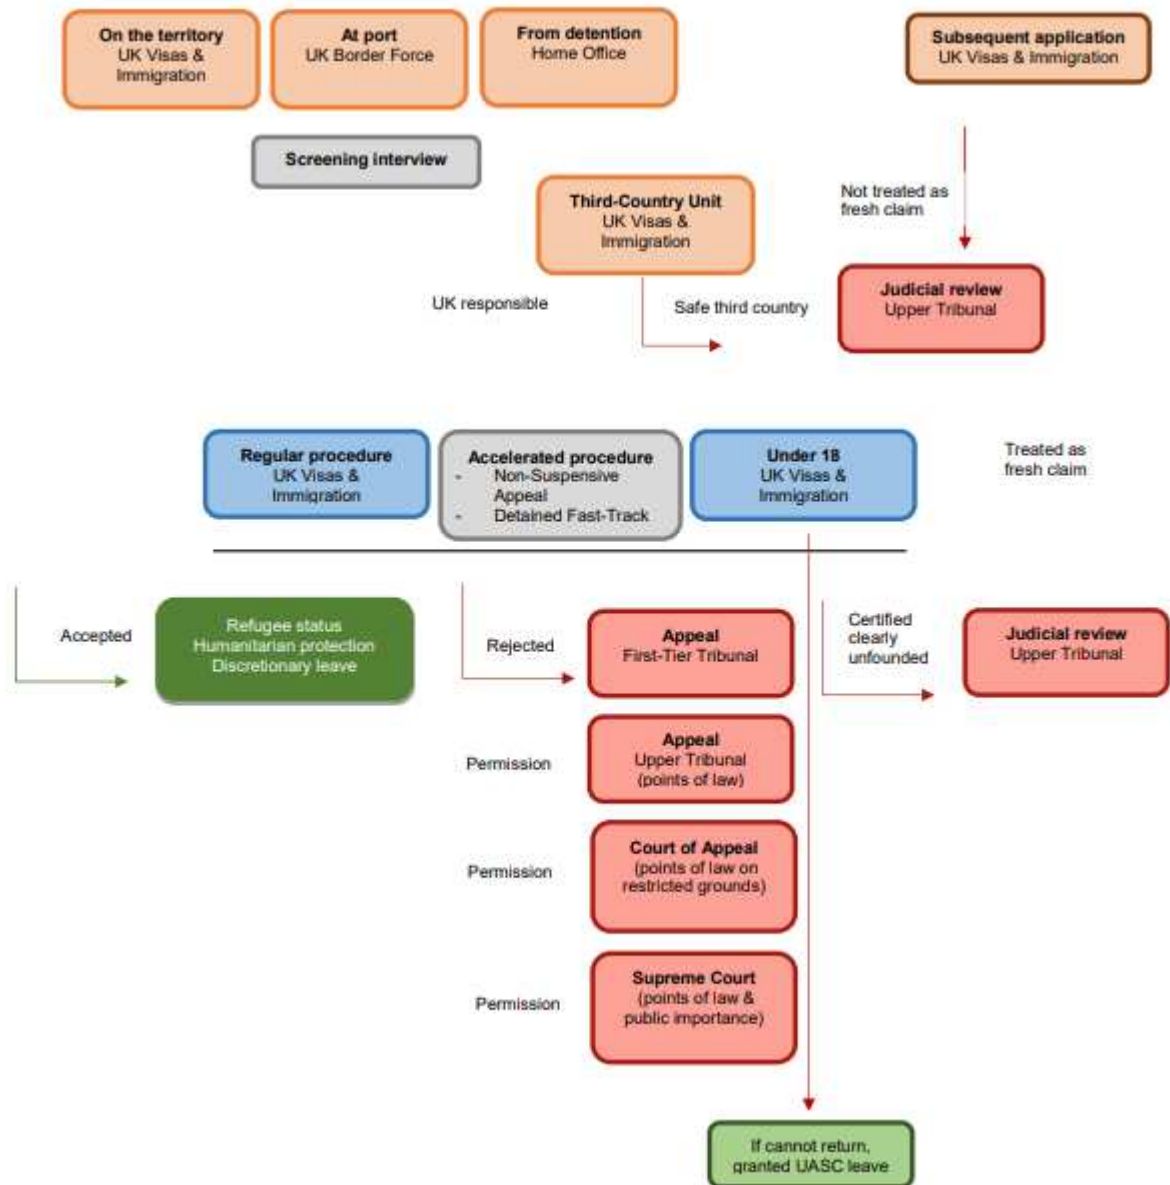 On the territory
UK Visas &
Immigration
At port
UK Border Force
From detention
Home Office
Subsequent application
UK Visas & Immigration
Screening interview
Third-Country Unit
UK Visas &
Immigration
Not treated as
fresh claim
UK responsible
Safe third country
Judicial review
Upper Tribunal
Regular procedure
UK Visas &
Immigration
Accelerated procedure
- Non-Suspensive
Appeal
- Detained Fast-Track
Under 18
UK Visas &
Immigration
Treated as
fresh claim
Accepted
Refugee status
Humanitarian protection
Discretionary leave
Rejected
Appeal
First-Tier Tribunal
Certified
clearly
unfounded
Judicial review
Upper Tribunal
Permission
Appeal
Upper Tribunal
(points of law)
Permission
Court of Appeal
(points of law on
restricted grounds)
Permission
Supreme Court
(points of law &
public importance)
If cannot return,
granted UASC leave